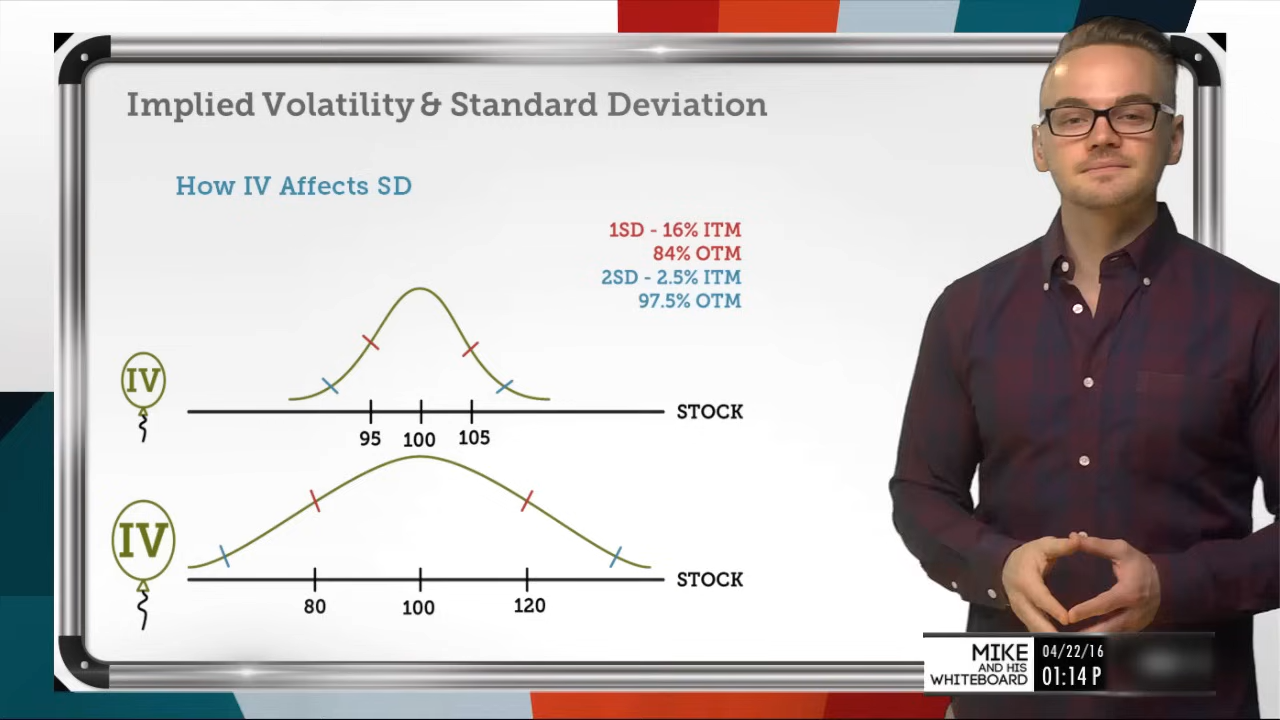 Implied Volatility & Standard Deviation
How IV Affects SD
1SD - 16% ITM
84% OTM
2SD - 2.5% ITM
97.5% OTM
IV
STOCK
95 100 105
IV
STOCK
80 100 120
MIKE
AND HIS
WHITEBOARD
04/22/16
01:14 P